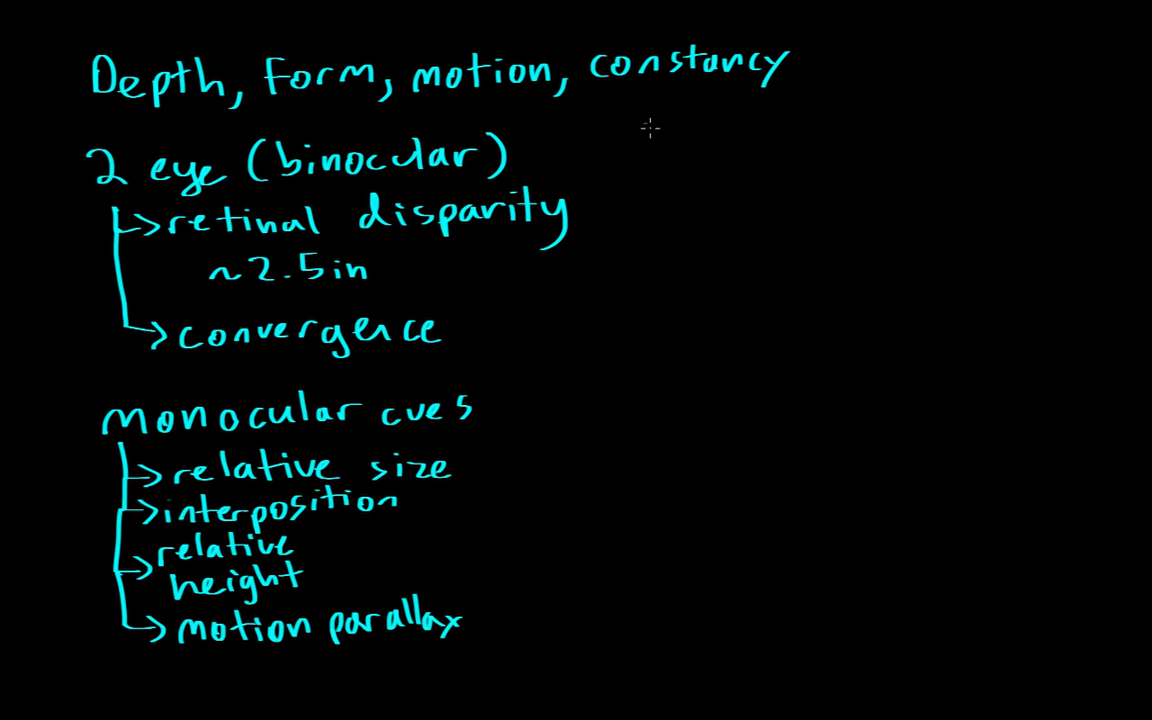 Depth, Form, motion, constancy
2 eye (binocular)
→ retinal disparity
~2.5in
→ convergence
monocular cues
→ relative size
→ interposition
→ relative
height
→ motion parallax